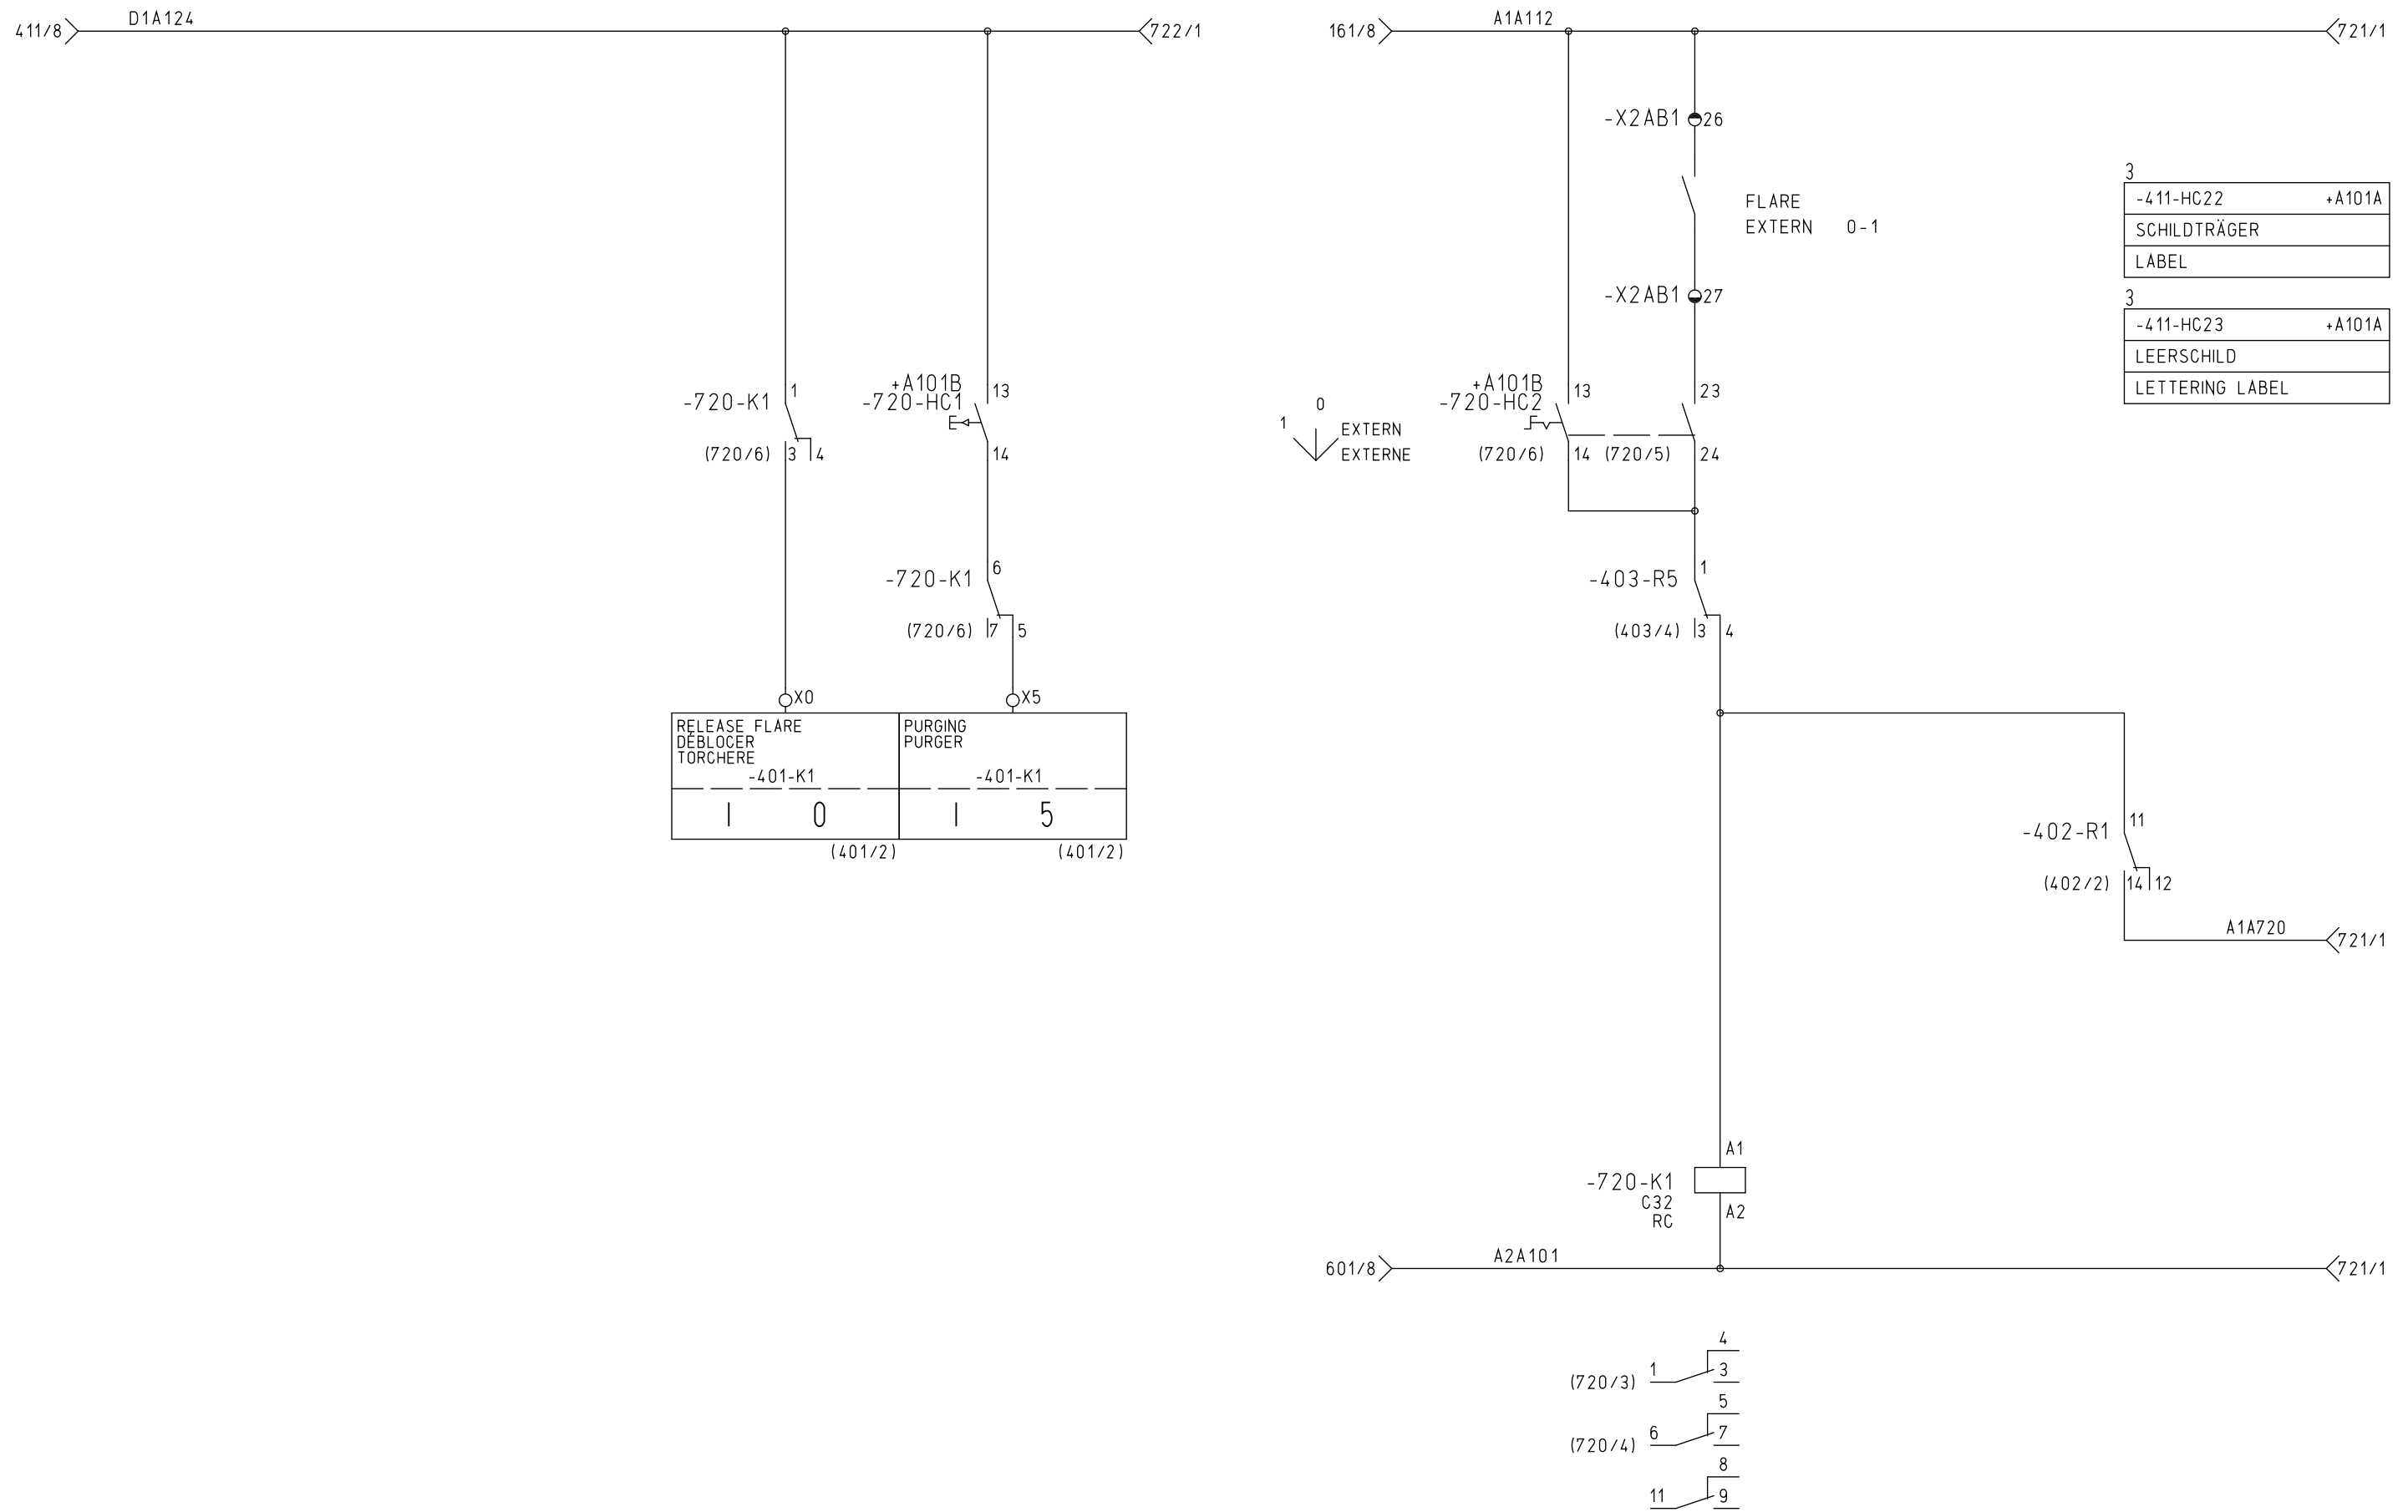 411/8
D1A124
722/1
161/8
A1A112
721/1
-X2AB1 26
FLARE
EXTERN 0-1
-X2AB1 27
3
-411-HC22 +A101A
SCHILDTRÄGER
LABEL
3
-411-HC23 +A101A
LEERSCHILD
LETTERING LABEL
-720-K1
1
(720/6)
3
4
+A101B
-720-HC1
13
14
-720-K1
6
(720/6)
7
5
X0
X5
RELEASE FLARE
DÉBLOCER
TORCHERE
-401-K1
I 0
(401/2)
PURGING
PURGER
-401-K1
I 5
(401/2)
0
1
EXTERN
EXTERNE
+A101B
-720-HC2
13
23
(720/6)
14
(720/5)
24
-403-R5
1
(403/4)
3
4
-402-R1
11
(402/2)
14
12
A1A720
721/1
A1
-720-K1
C32
RC
A2
601/8
A2A101
721/1
4
(720/3) 1 3
5
(720/4) 6 7
8
11 9